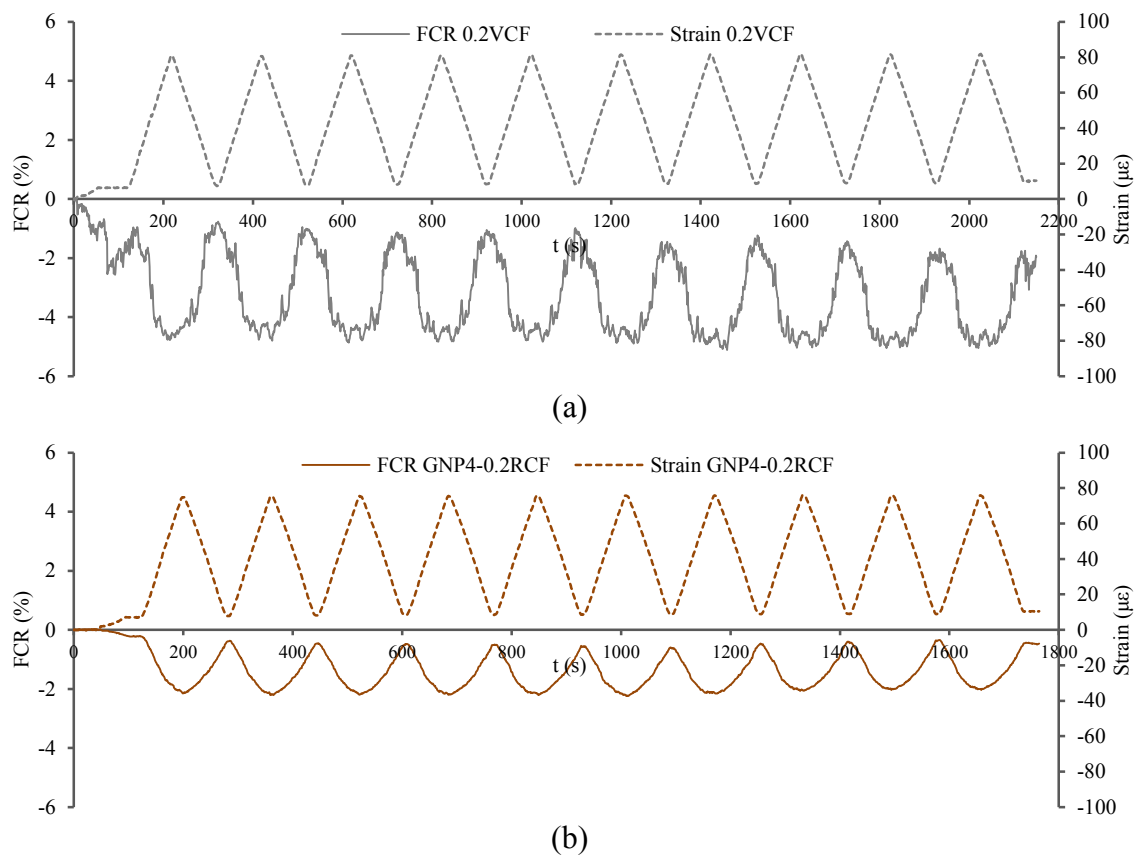 FCR 0.2VCF Strain 0.2VCF
6 100
80
4 60
40
2 20
0 0
0 200 400 600 800 1000 1200 1400 1600 1800 2000 2200
t (s)
-20
-2 -40
-60
-4 -80
-6 -100
FCR (%)
Strain (με)
(a)
FCR GNP4-0.2RCF Strain GNP4-0.2RCF
6 100
80
4 60
40
2 20
0 0
0 200 400 600 800 1000 1200 1400 1600 1800
t (s)
-20
-2 -40
-60
-4 -80
-6 -100
FCR (%)
Strain (με)
(b)